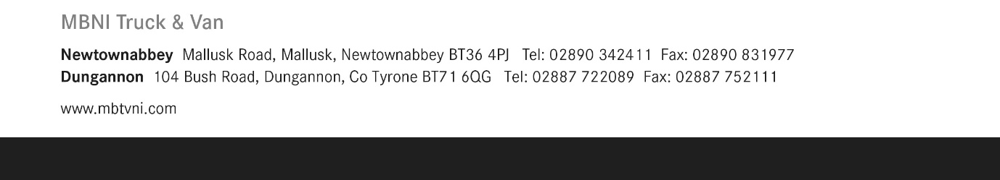 MBNI Truck & Van
Newtownabbey Mallusk Road, Mallusk, Newtownabbey BT36 4PJ Tel: 02890 342411 Fax: 02890 831977
Dungannon 104 Bush Road, Dungannon, Co Tyrone BT71 6QG Tel: 02887 722089 Fax: 02887 752111
www.mbtvni.com